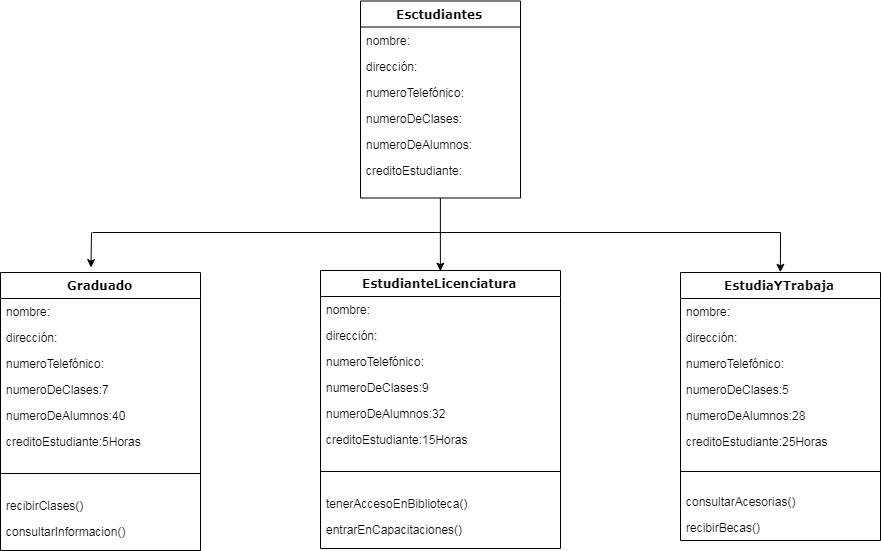 Esctudiantes
nombre:
dirección:
numeroTelefónico:
numeroDeClases:
numeroDeAlumnos:
creditoEstudiante:
Graduado
nombre:
dirección:
numeroTelefónico:
numeroDeClases:7
numeroDeAlumnos:40
creditoEstudiante:5Horas
recibirClases()
consultarInformacion()
EstudianteLicenciatura
nombre:
dirección:
numeroTelefónico:
numeroDeClases:9
numeroDeAlumnos:32
creditoEstudiante:15Horas
tenerAccesoEnBiblioteca()
entrarEnCapacitaciones()
EstudiaYTrabaja
nombre:
dirección:
numeroTelefónico:
numeroDeClases:5
numeroDeAlumnos:28
creditoEstudiante:25Horas
consultarAcesorias()
recibirBecas()